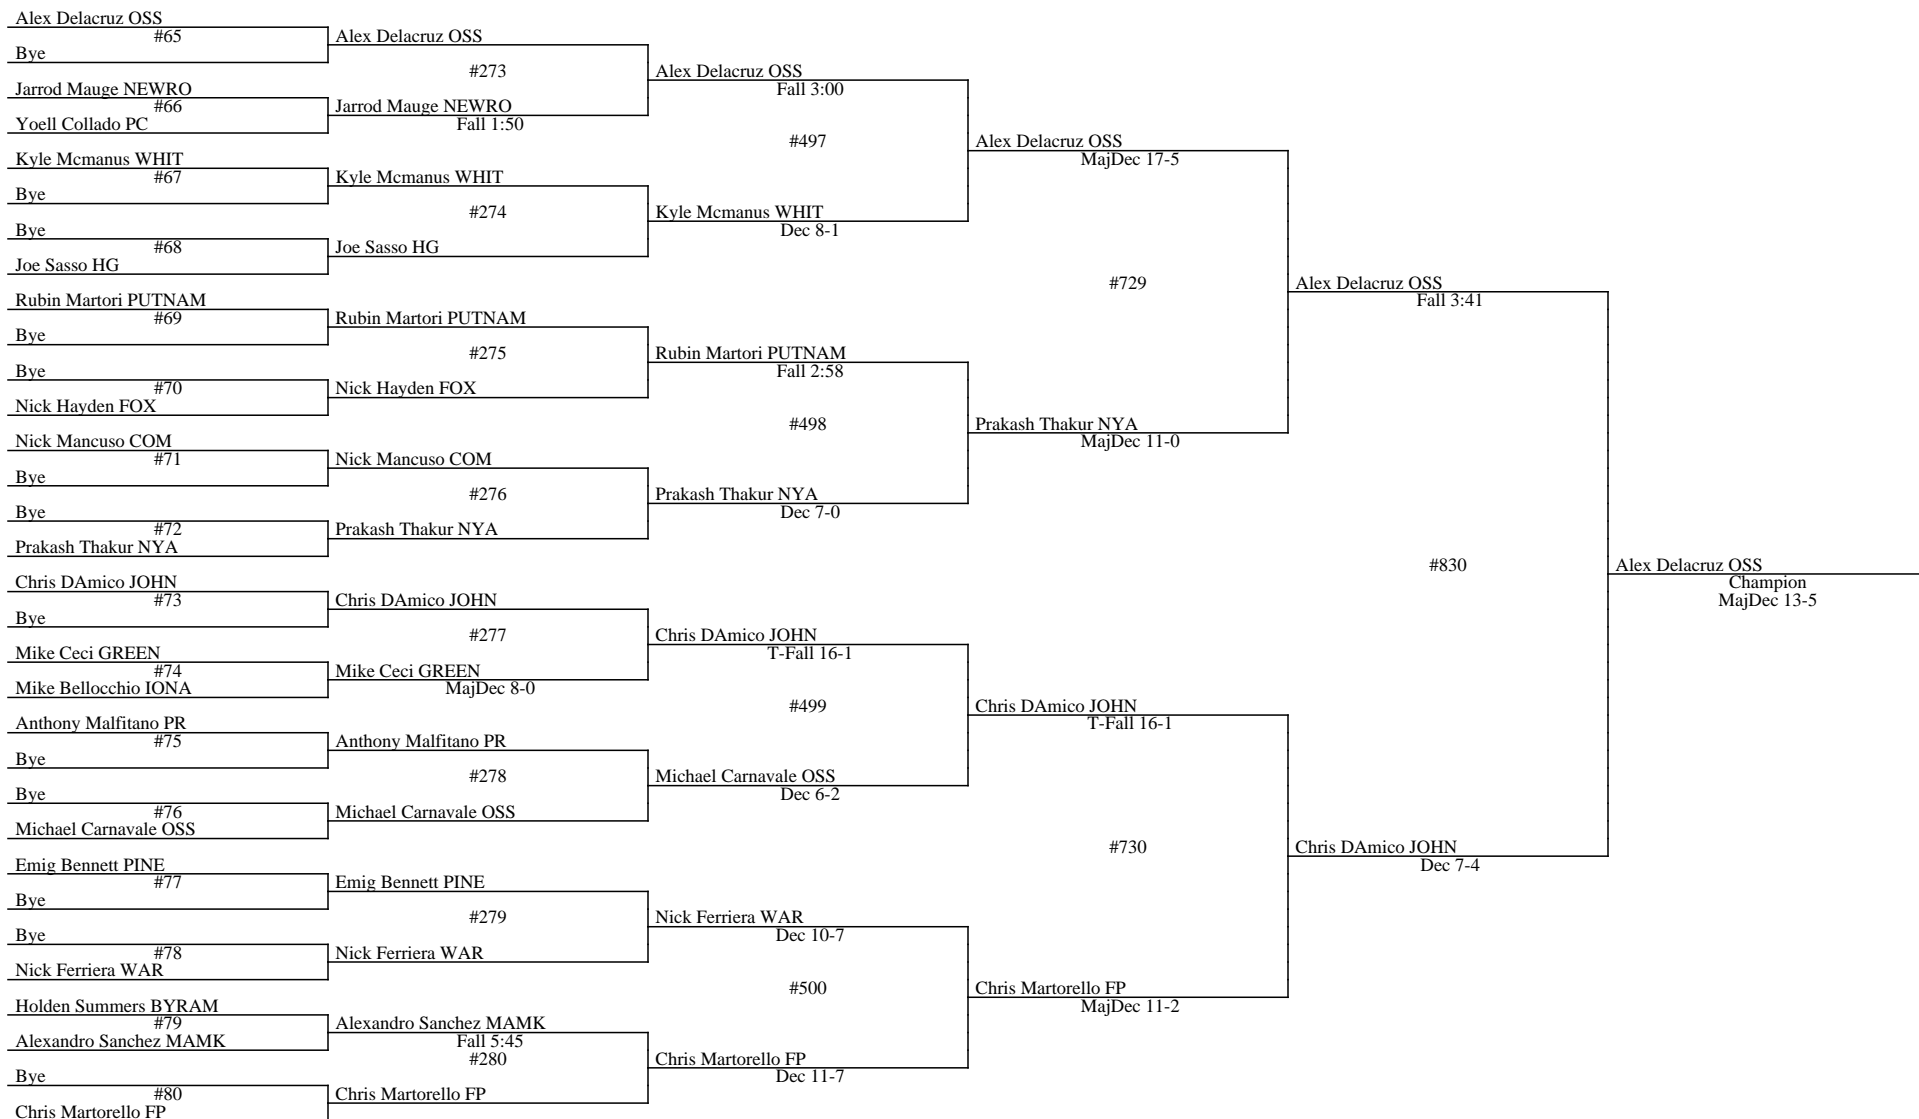 Alex Delacruz OSS
#65
Bye
Jarrod Mauge NEWRO
#66
Yoell Collado PC
Kyle Mcmanus WHIT
#67
Bye
Bye
#68
Joe Sasso HG
Rubin Martori PUTNAM
#69
Bye
Bye
#70
Nick Hayden FOX
Nick Mancuso COM
#71
Bye
Bye
#72
Prakash Thakur NYA
Chris DAmico JOHN
#73
Bye
Mike Ceci GREEN
#74
Mike Bellocchio IONA
Anthony Malfitano PR
#75
Bye
Bye
#76
Michael Carnavale OSS
Emig Bennett PINE
#77
Bye
Bye
#78
Nick Ferriera WAR
Holden Summers BYRAM
#79
Alexandro Sanchez MAMK
Bye
#80
Chris Martorello FP
Alex Delacruz OSS
#273
Jarrod Mauge NEWRO
Fall 1:50
Kyle Mcmanus WHIT
#274
Joe Sasso HG
Rubin Martori PUTNAM
#275
Nick Hayden FOX
Nick Mancuso COM
#276
Prakash Thakur NYA
Chris DAmico JOHN
#277
Mike Ceci GREEN
MajDec 8-0
Anthony Malfitano PR
#278
Michael Carnavale OSS
Emig Bennett PINE
#279
Nick Ferriera WAR
Alexandro Sanchez MAMK
Fall 5:45
#280
Chris Martorello FP
Alex Delacruz OSS
Fall 3:00
#497
Kyle Mcmanus WHIT
Dec 8-1
Rubin Martori PUTNAM
Fall 2:58
#498
Prakash Thakur NYA
Dec 7-0
Chris DAmico JOHN
T-Fall 16-1
#499
Michael Carnavale OSS
Dec 6-2
Nick Ferriera WAR
Dec 10-7
#500
Chris Martorello FP
Dec 11-7
Alex Delacruz OSS
MajDec 17-5
#729
Prakash Thakur NYA
MajDec 11-0
Chris DAmico JOHN
T-Fall 16-1
#730
Chris Martorello FP
MajDec 11-2
Alex Delacruz OSS
Fall 3:41
#830
Chris DAmico JOHN
Dec 7-4
Alex Delacruz OSS
Champion
MajDec 13-5